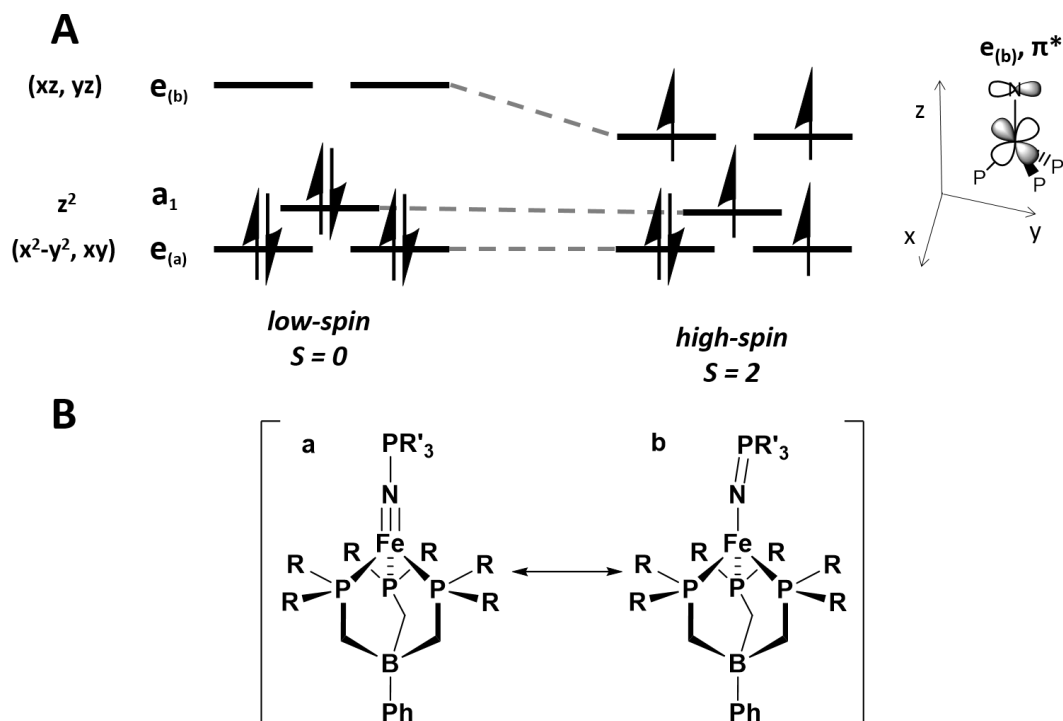 A
(xz, yz) e(b)
z² a1
(x²-y², xy) e(a)
low-spin
S = 0
high-spin
S = 2
e(b), π*
z
N
P P
P
x y
B
a b
PR'3 PR'3
N N
Fe Fe
R R R R R R R R
P P P P P P
R R R R
B B
Ph Ph